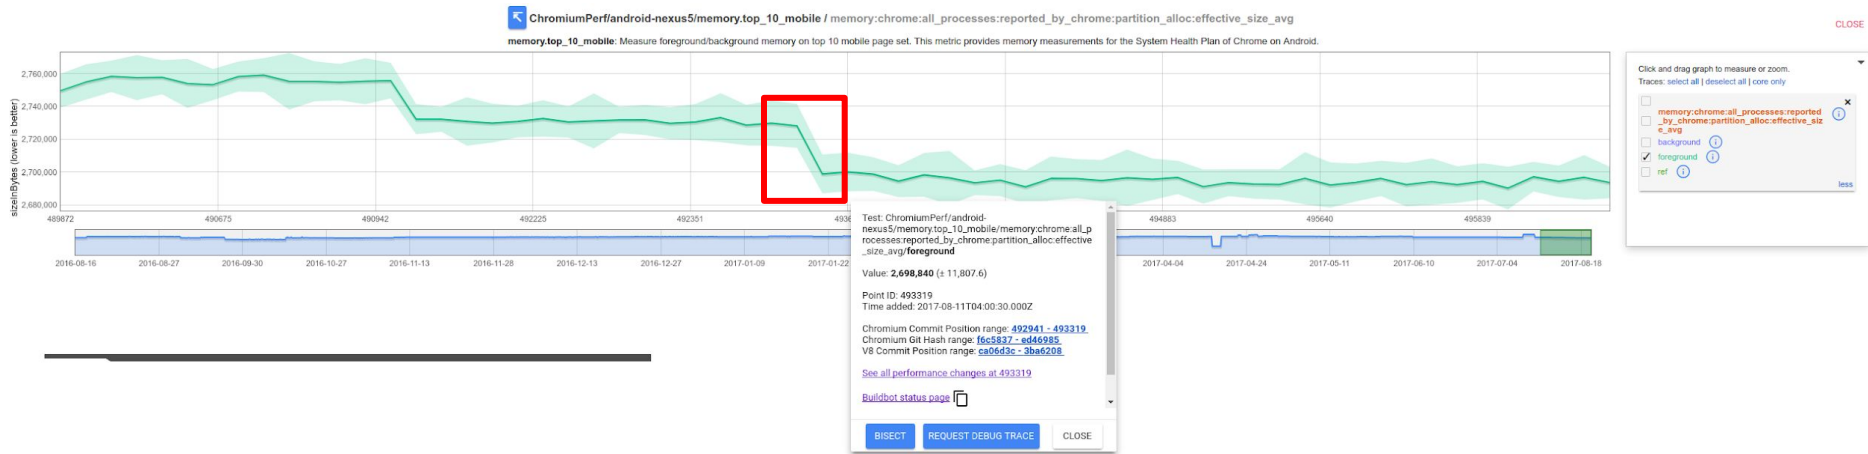 ChromiumPerf/android-nexus5/memory.top_10_mobile / memory:chrome:all_processes:reported_by_chrome:partition_alloc:effective_size_avg
CLOSE
memory.top_10_mobile: Measure foreground/background memory on top 10 mobile page set. This metric provides memory measurements for the System Health Plan of Chrome on Android.
sizeInBytes (lower is better)
2,760,000
2,740,000
2,720,000
2,700,000
2,680,000
489872
490675
490942
492225
492351
494883
495640
495839
2016-08-16
2016-08-27
2016-09-30
2016-10-27
2016-11-13
2016-11-28
2016-12-13
2016-12-27
2017-01-09
2017-01-22
2017-04-04
2017-04-24
2017-05-11
2017-06-10
2017-07-04
2017-08-18
Click and drag graph to measure or zoom.
Traces: select all | deselect all | core only
memory:chrome:all_processes:reported
_by_chrome:partition_alloc:effective_siz
e_avg
background
foreground
ref
less
Test: ChromiumPerf/android-
nexus5/memory.top_10_mobile/memory:chrome:all_p
rocesses:reported_by_chrome:partition_alloc:effective
_size_avg/foreground
Value: 2,698,840 (± 11,807.6)
Point ID: 493319
Time added: 2017-08-11T04:00:30.000Z
Chromium Commit Position range: 492941 - 493319
Chromium Git Hash range: f6c5837 - ed46985
V8 Commit Position range: ca06d3c - 3ba6208
See all performance changes at 493319
Buildbot status page
BISECT
REQUEST DEBUG TRACE
CLOSE